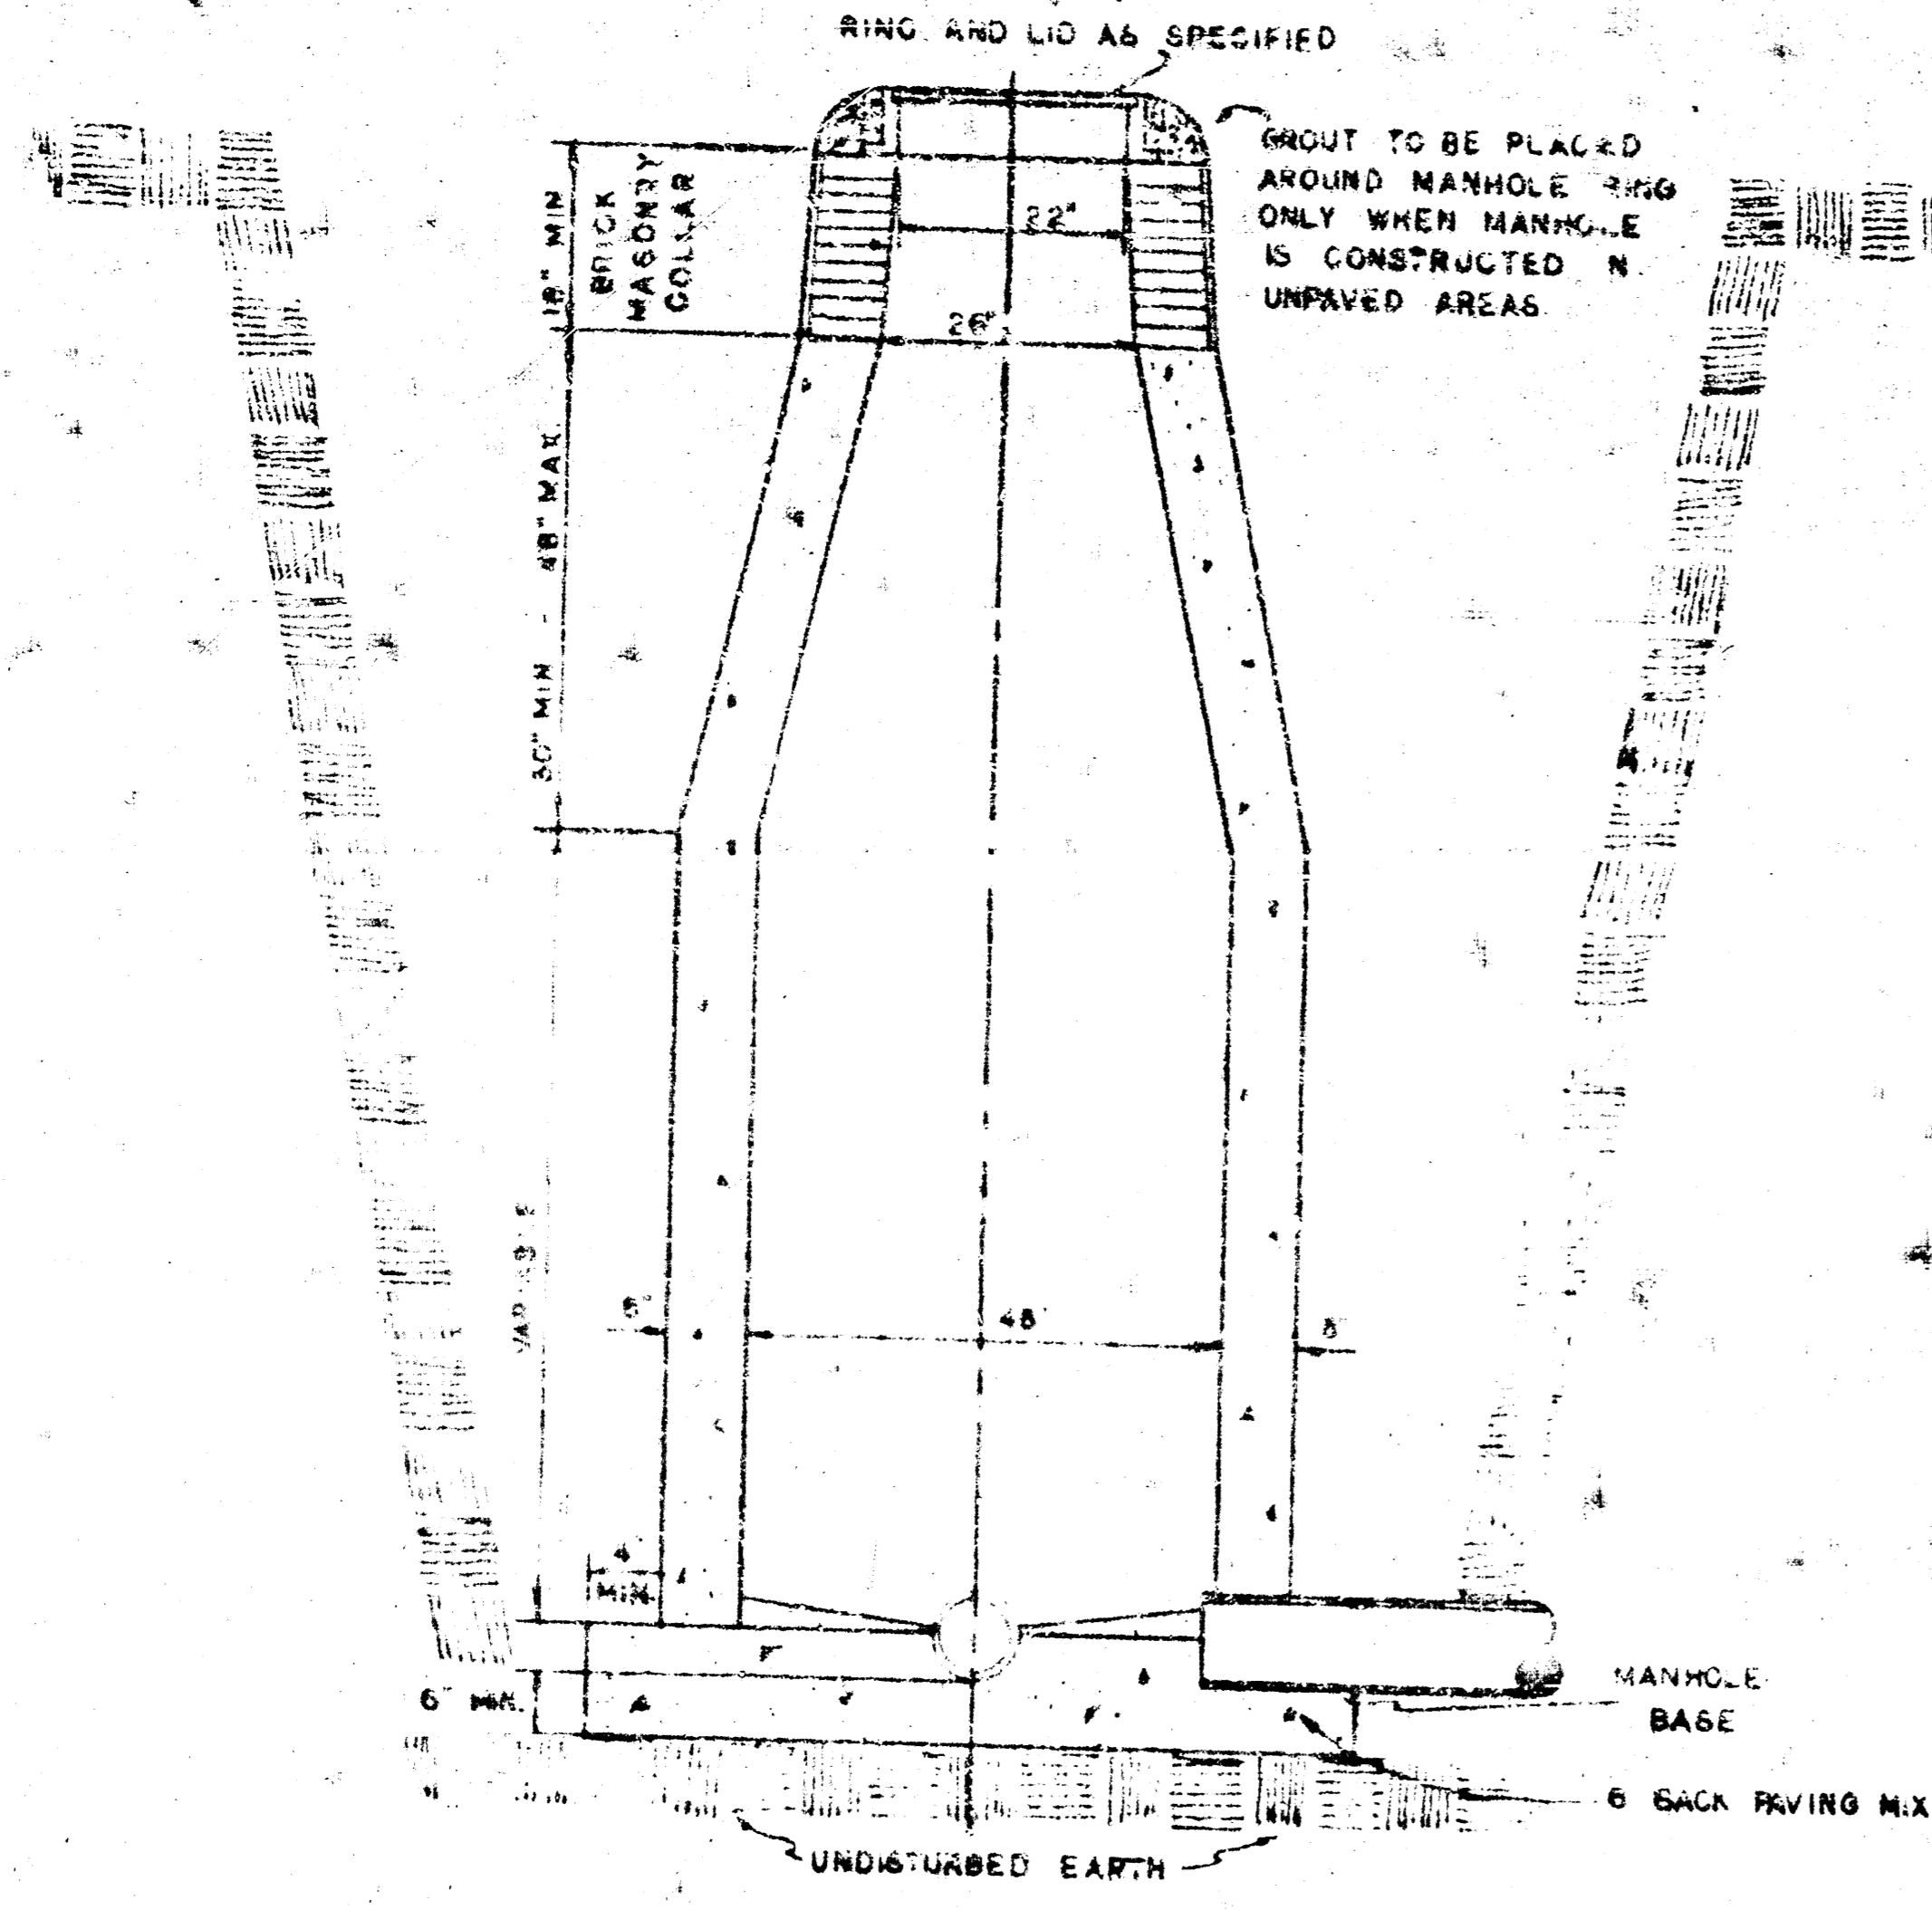 RING AND LID AS SPECIFIED
GROUT TO BE PLACED
AROUND MANHOLE RING
ONLY WHEN MANHOLE
IS CONSTRUCTED IN
UNPAVED AREAS
18" MIN
BRICK
MASONRY
COLLAR
22"
26"
30" MIN - 48" MAX
VARIABLE
48"
8"
4"
MIN.
6" MIN.
MANHOLE
BASE
6 SACK PAVING MIX
UNDISTURBED EARTH